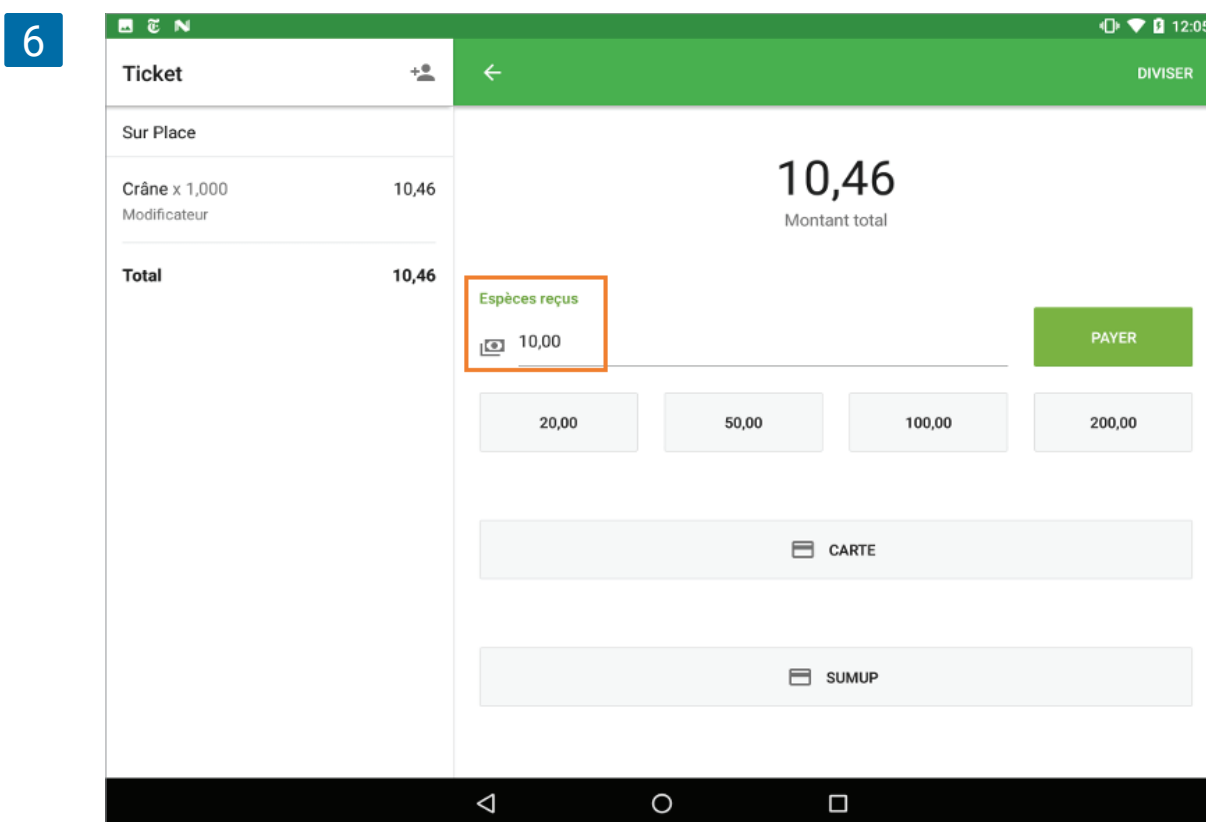 6
12:05
Ticket
DIVISER
Sur Place
Crâne x 1,000 10,46
Modificateur
Total 10,46
10,46
Montant total
Espèces reçus
10,00
PAYER
20,00 50,00 100,00 200,00
CARTE
SUMUP